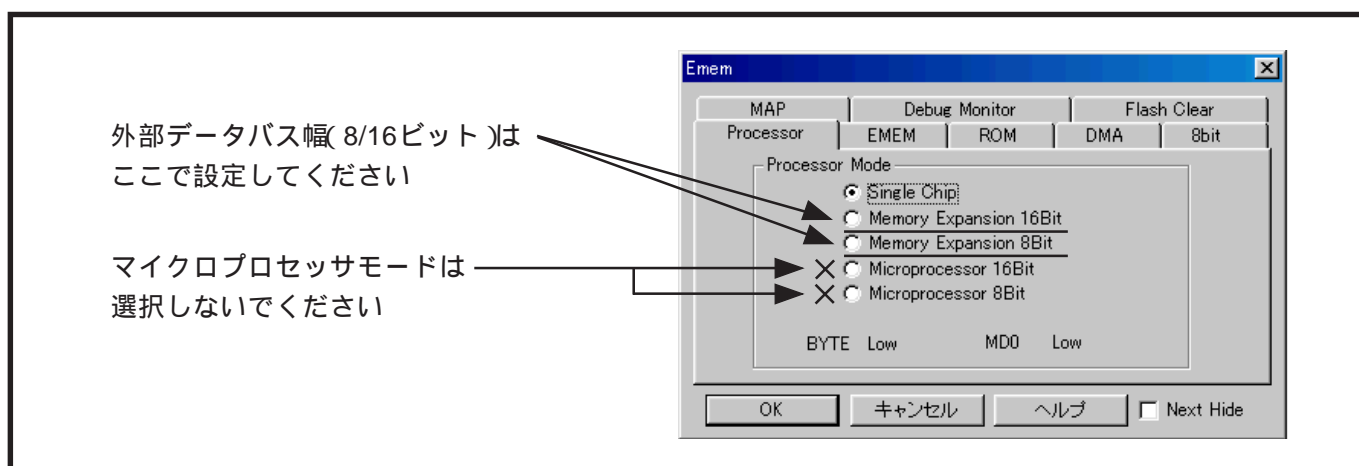 外部データバス幅( 8/16ビット )は
ここで設定してください
マイクロプロセッサモードは
選択しないでください
Emem
MAP Debug Monitor Flash Clear
Processor EMEM ROM DMA 8bit
Processor Mode
Single Chip
Memory Expansion 16Bit
Memory Expansion 8Bit
Microprocessor 16Bit
Microprocessor 8Bit
BYTE Low MD0 Low
OK キャンセル ヘルプ Next Hide